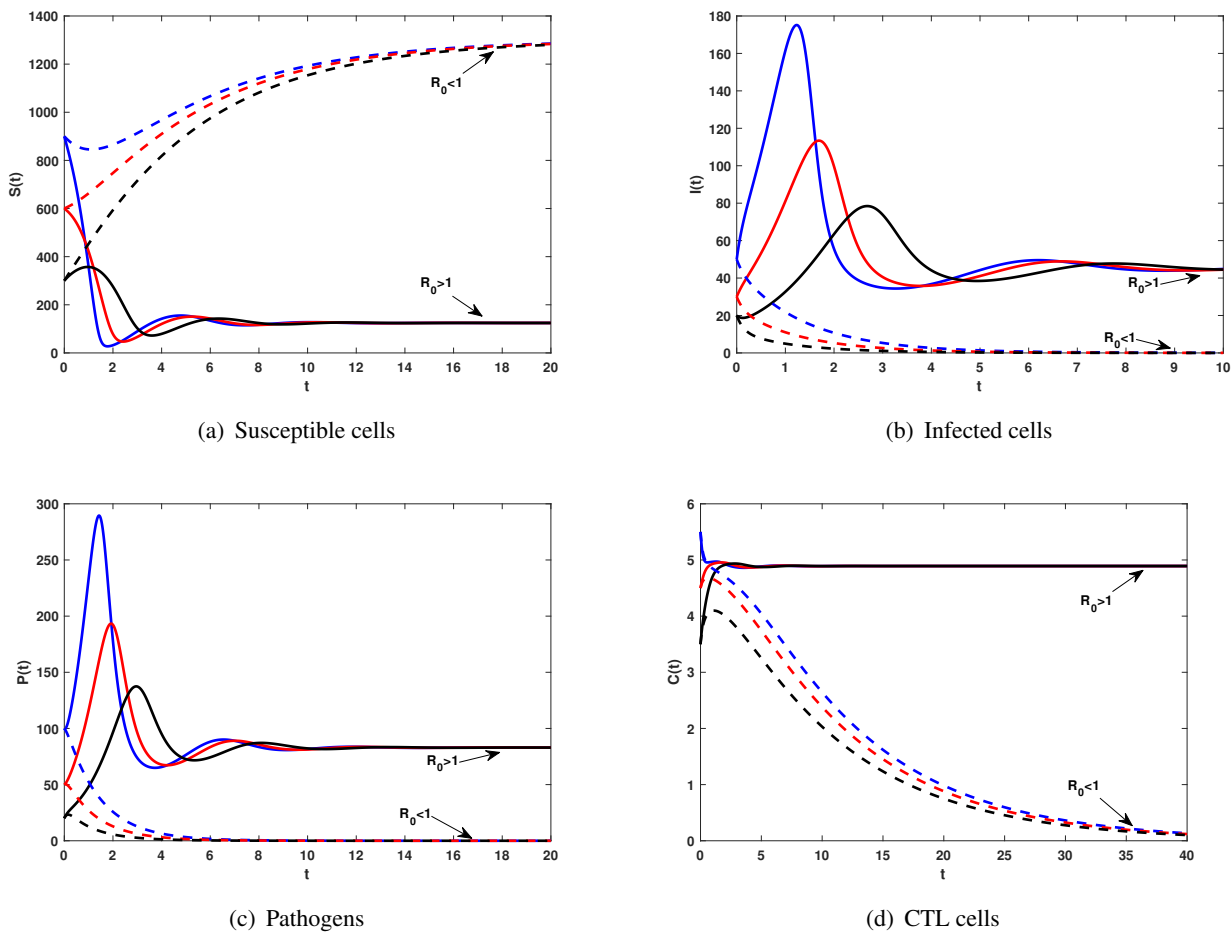 1400
1200
1000
800
600
400
200
0
S(t)
R0<1
R0>1
0 2 4 6 8 10 12 14 16 18 20
t
(a) Susceptible cells
180
160
140
120
100
80
60
40
20
0
I(t)
R0>1
R0<1
0 1 2 3 4 5 6 7 8 9 10
t
(b) Infected cells
300
250
200
150
100
50
0
P(t)
R0>1
R0<1
0 2 4 6 8 10 12 14 16 18 20
t
(c) Pathogens
6
5
4
3
2
1
0
C(t)
R0>1
R0<1
0 5 10 15 20 25 30 35 40
t
(d) CTL cells